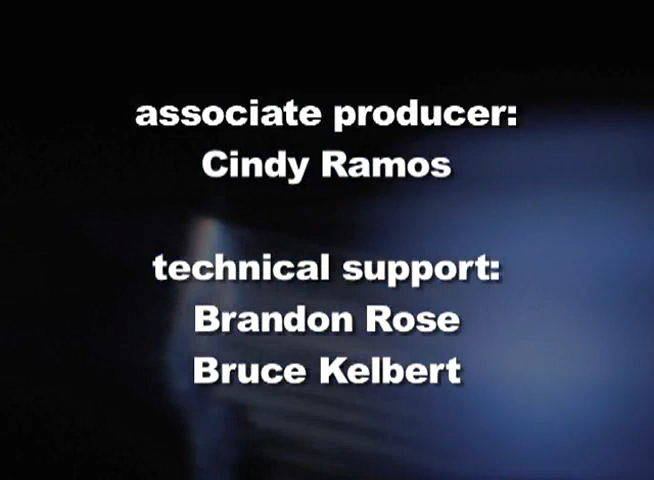 associate producer:
Cindy Ramos
technical support:
Brandon Rose
Bruce Kelbert